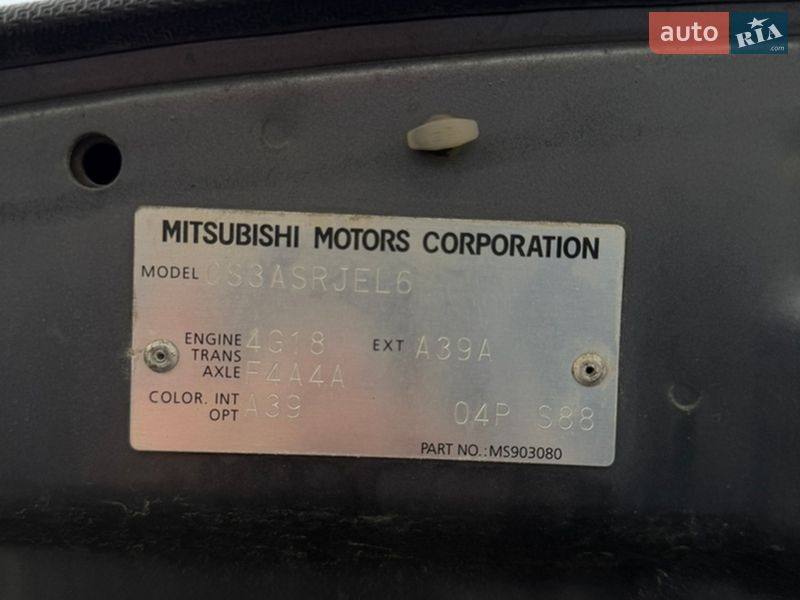 auto RIA
.com
MITSUBISHI MOTORS CORPORATION
MODEL CS3ASRJEL6
ENGINE 4G18 EXT A39A
TRANS AXLE F4A4A
COLOR. INT OPT A39 04P S88
PART NO.:MS903080